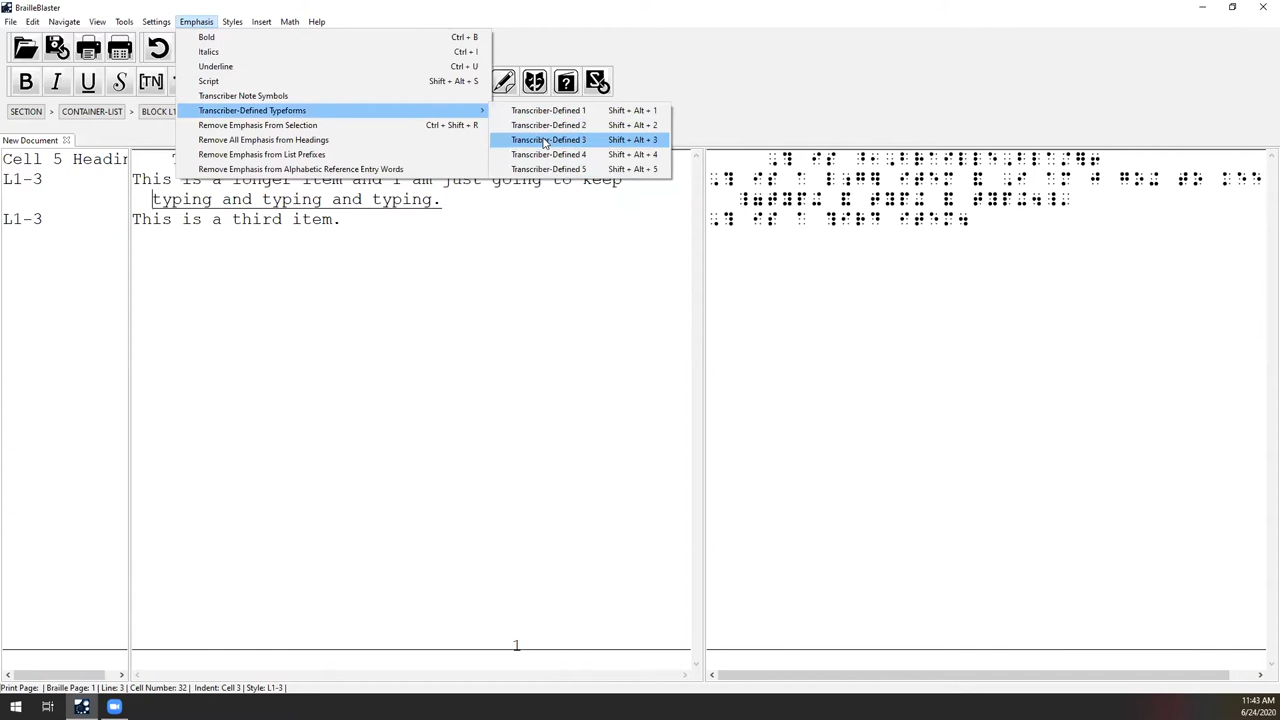 BrailleBlaster
File Edit Navigate View Tools Settings Emphasis Styles Insert Math Help
Bold Ctrl + B
Italics Ctrl + I
Underline Ctrl + U
Script Shift + Alt + S
Transcriber Note Symbols
Transcriber-Defined Typeforms
Remove Emphasis From Selection Ctrl + Shift + R
Remove All Emphasis from Headings
Remove Emphasis from List Prefixes
Remove Emphasis from Alphabetic Reference Entry Words
Transcriber-Defined 1 Shift + Alt + 1
Transcriber-Defined 2 Shift + Alt + 2
Transcriber-Defined 3 Shift + Alt + 3
Transcriber-Defined 4 Shift + Alt + 4
Transcriber-Defined 5 Shift + Alt + 5
B I U S [TN]
SECTION > CONTAINER-LIST > BLOCK L1
New Document
Cell 5 Headin
L1-3 This is a longer item and i am just going to keep
typing and typing and typing.
L1-3 This is a third item.
1
Print Page: | Braille Page: 1 | Line: 3 | Cell Number: 32 | Indent: Cell 3 | Style: L1-3 |
11:43 AM
6/24/2020